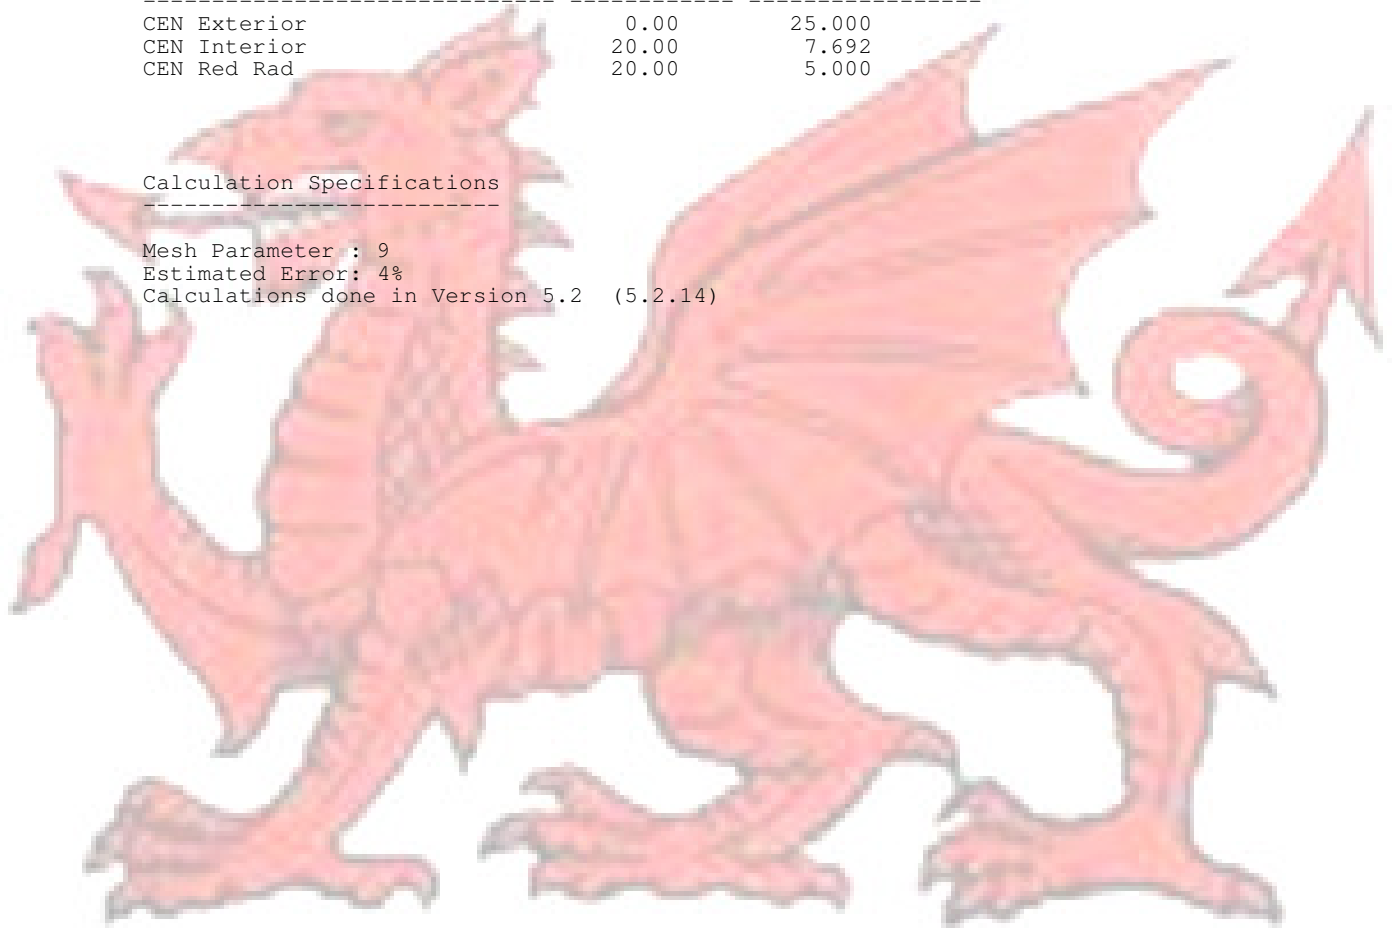 ---------------------------- ------------ -----------------
CEN Exterior 0.00 25.000
CEN Interior 20.00 7.692
CEN Red Rad 20.00 5.000
Calculation Specifications
--------------------------
Mesh Parameter : 9
Estimated Error: 4%
Calculations done in Version 5.2 (5.2.14)